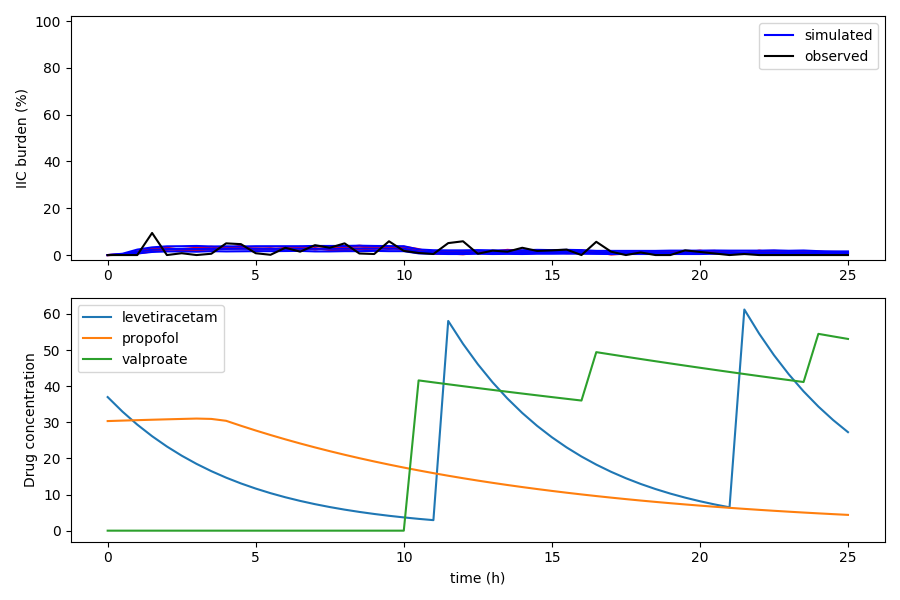 100
80
60
40
20
0
IIC burden (%)
simulated
observed
0 5 10 15 20 25
60
50
40
30
20
10
0
Drug concentration
levetiracetam
propofol
valproate
0 5 10 15 20 25
time (h)